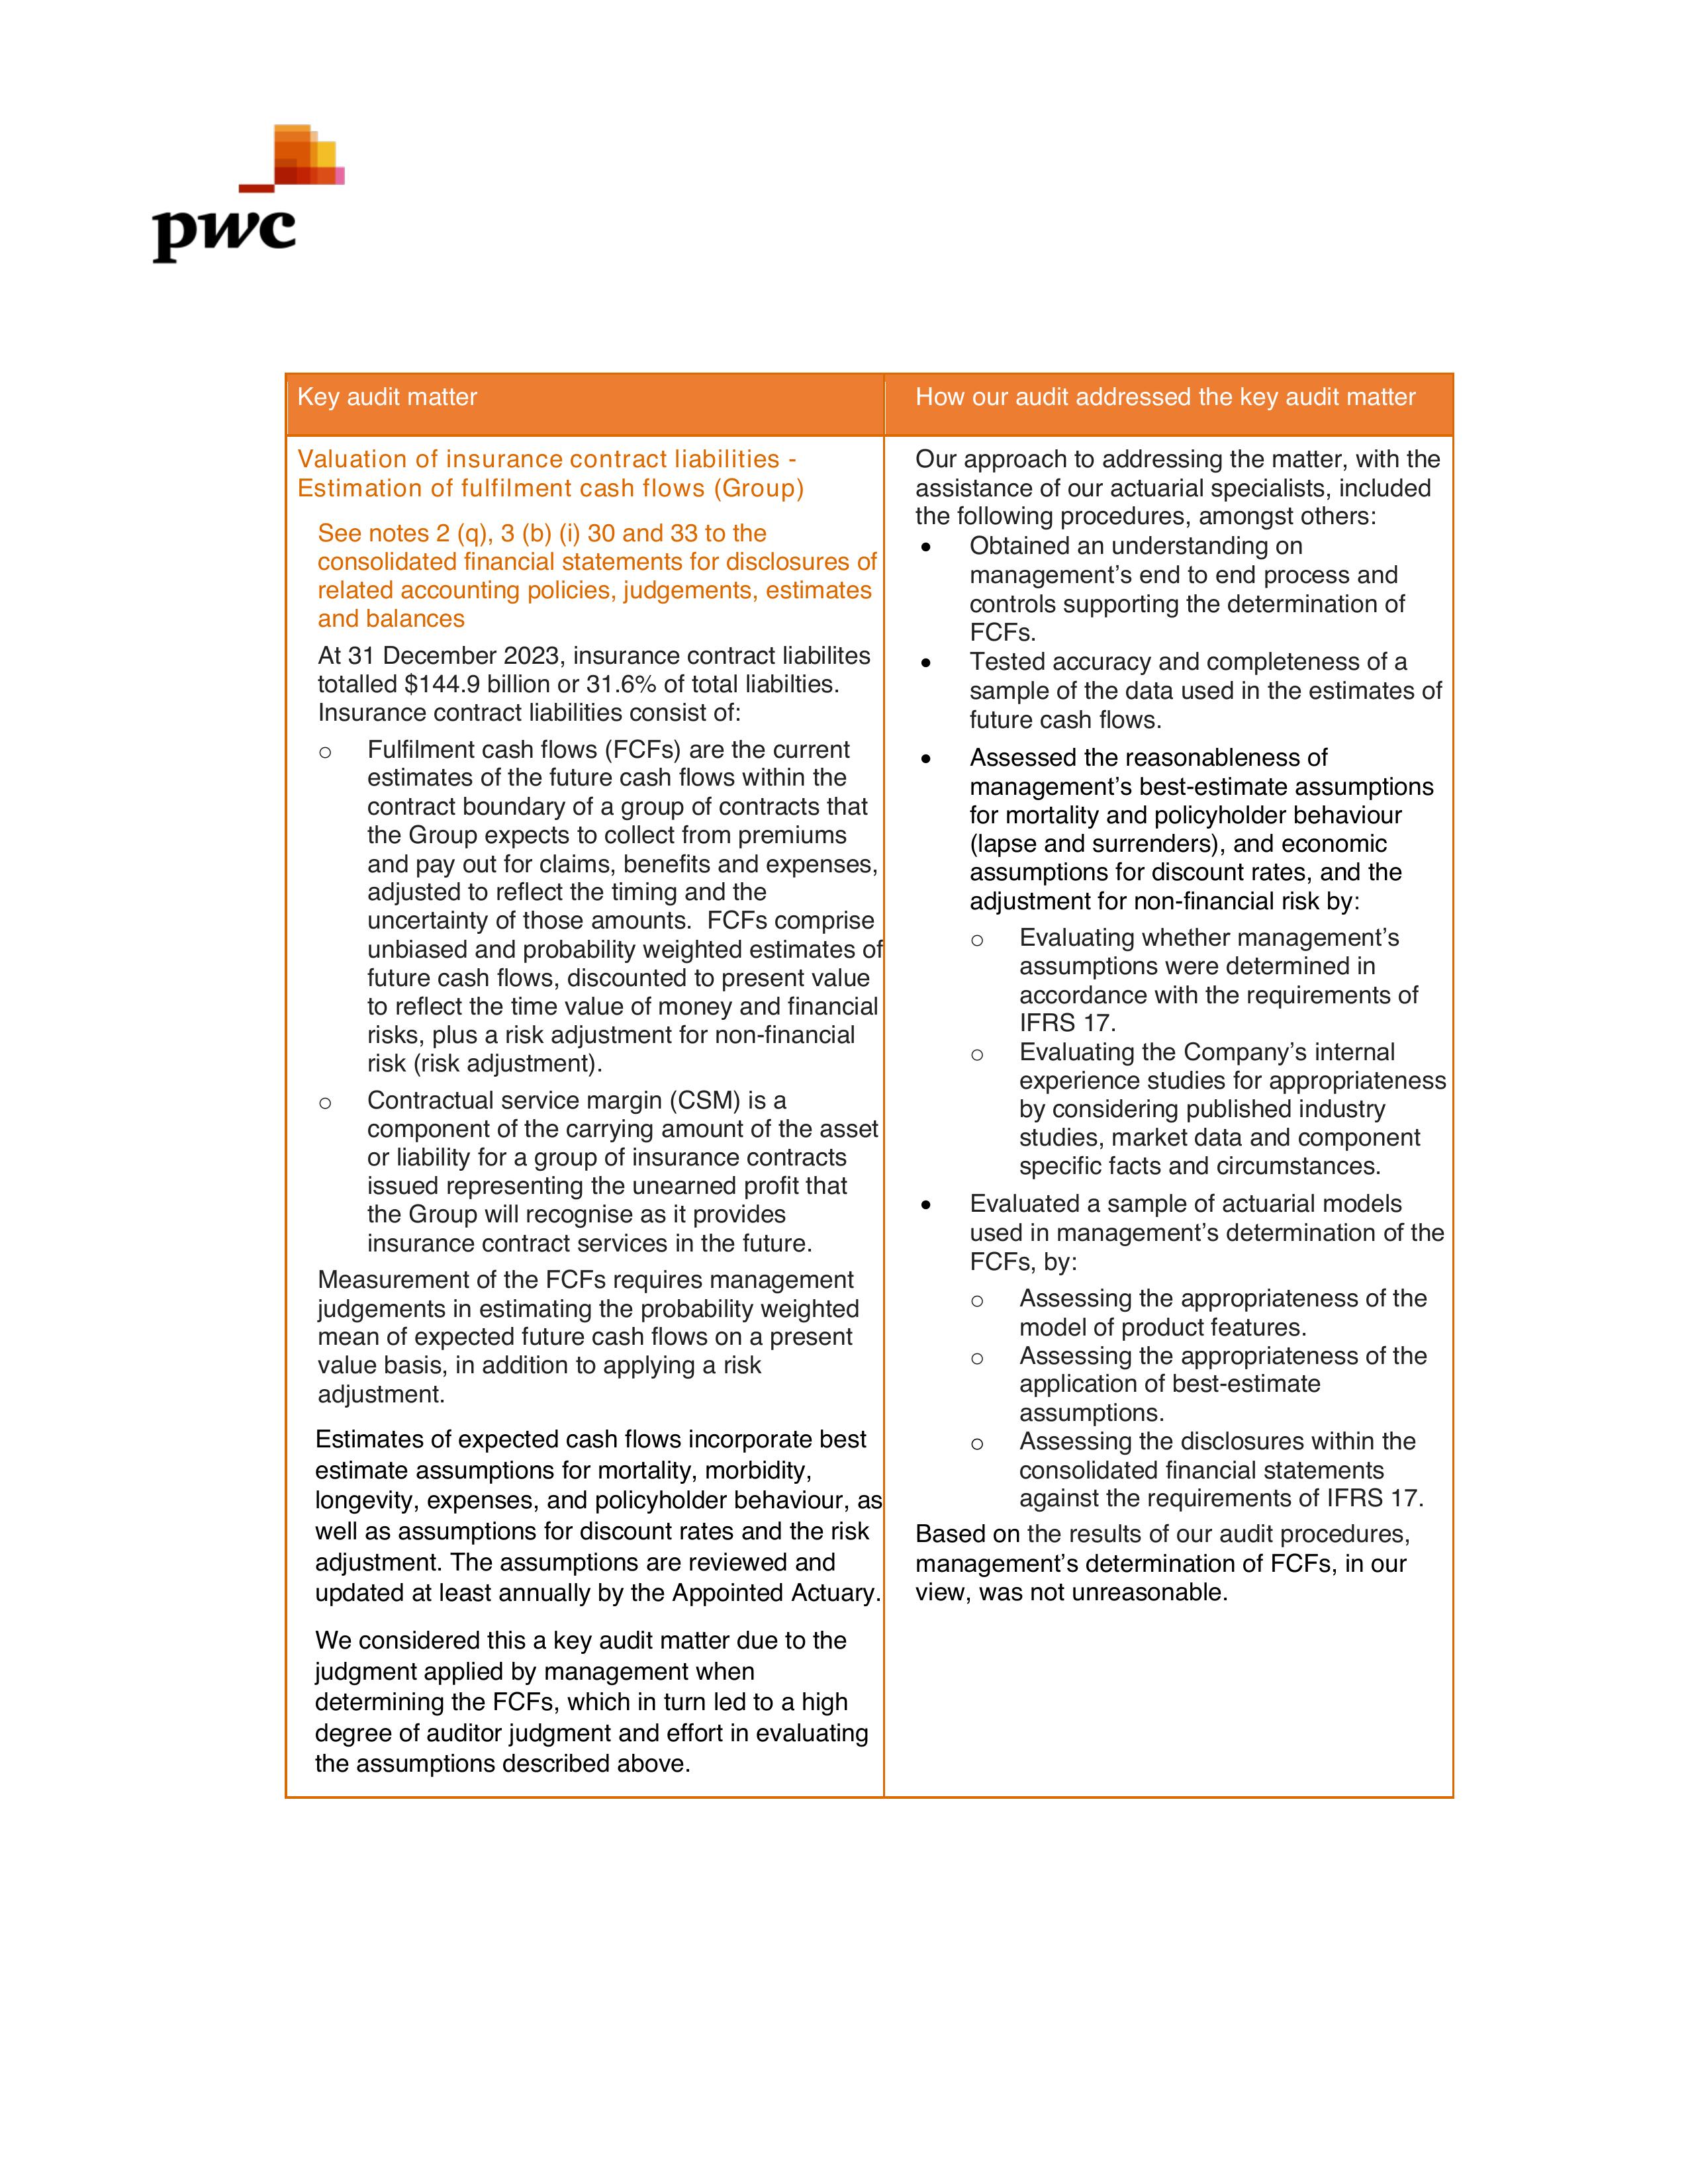 pwc
Key audit matter
How our audit addressed the key audit matter
Valuation of insurance contract liabilities -
Estimation of fulfilment cash flows (Group)
See notes 2 (q), 3 (b) (i) 30 and 33 to the
consolidated financial statements for disclosures of
related accounting policies, judgements, estimates
and balances
At 31 December 2023, insurance contract liabilites
totalled $144.9 billion or 31.6% of total liabilties.
Insurance contract liabilities consist of:
o Fulfilment cash flows (FCFs) are the current
estimates of the future cash flows within the
contract boundary of a group of contracts that
the Group expects to collect from premiums
and pay out for claims, benefits and expenses,
adjusted to reflect the timing and the
uncertainty of those amounts.  FCFs comprise
unbiased and probability weighted estimates of
future cash flows, discounted to present value
to reflect the time value of money and financial
risks, plus a risk adjustment for non-financial
risk (risk adjustment).
o Contractual service margin (CSM) is a
component of the carrying amount of the asset
or liability for a group of insurance contracts
issued representing the unearned profit that
the Group will recognise as it provides
insurance contract services in the future.
Measurement of the FCFs requires management
judgements in estimating the probability weighted
mean of expected future cash flows on a present
value basis, in addition to applying a risk
adjustment.
Estimates of expected cash flows incorporate best
estimate assumptions for mortality, morbidity,
longevity, expenses, and policyholder behaviour, as
well as assumptions for discount rates and the risk
adjustment. The assumptions are reviewed and
updated at least annually by the Appointed Actuary.
We considered this a key audit matter due to the
judgment applied by management when
determining the FCFs, which in turn led to a high
degree of auditor judgment and effort in evaluating
the assumptions described above.
Our approach to addressing the matter, with the
assistance of our actuarial specialists, included
the following procedures, amongst others:
• Obtained an understanding on
management’s end to end process and
controls supporting the determination of
FCFs.
• Tested accuracy and completeness of a
sample of the data used in the estimates of
future cash flows.
• Assessed the reasonableness of
management’s best-estimate assumptions
for mortality and policyholder behaviour
(lapse and surrenders), and economic
assumptions for discount rates, and the
adjustment for non-financial risk by:
o Evaluating whether management’s
assumptions were determined in
accordance with the requirements of
IFRS 17.
o Evaluating the Company’s internal
experience studies for appropriateness
by considering published industry
studies, market data and component
specific facts and circumstances.
• Evaluated a sample of actuarial models
used in management’s determination of the
FCFs, by:
o Assessing the appropriateness of the
model of product features.
o Assessing the appropriateness of the
application of best-estimate
assumptions.
o Assessing the disclosures within the
consolidated financial statements
against the requirements of IFRS 17.
Based on the results of our audit procedures,
management’s determination of FCFs, in our
view, was not unreasonable.